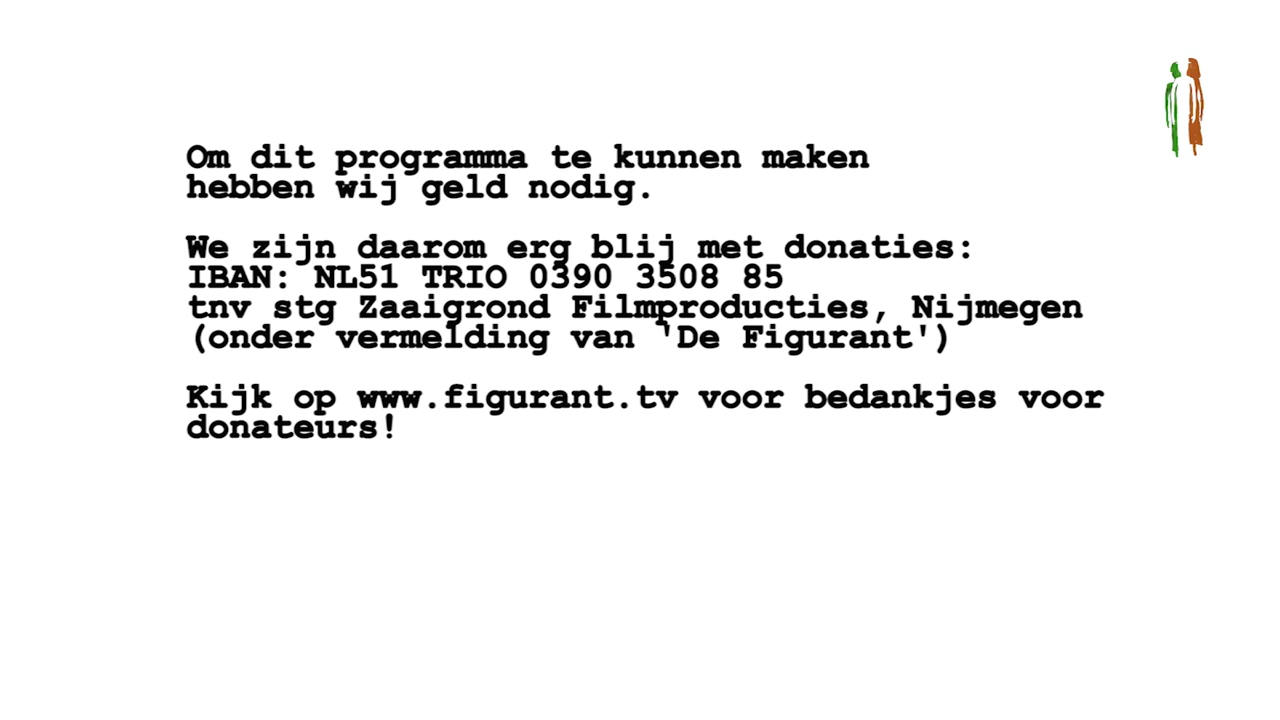 Om dit programma te kunnen maken
hebben wij geld nodig.
We zijn daarom erg blij met donaties:
IBAN: NL51 TRIO 0390 3508 85
tnv stg Zaaigrond Filmproducties, Nijmegen
(onder vermelding van 'De Figurant')
Kijk op www.figurant.tv voor bedankjes voor
donateurs!